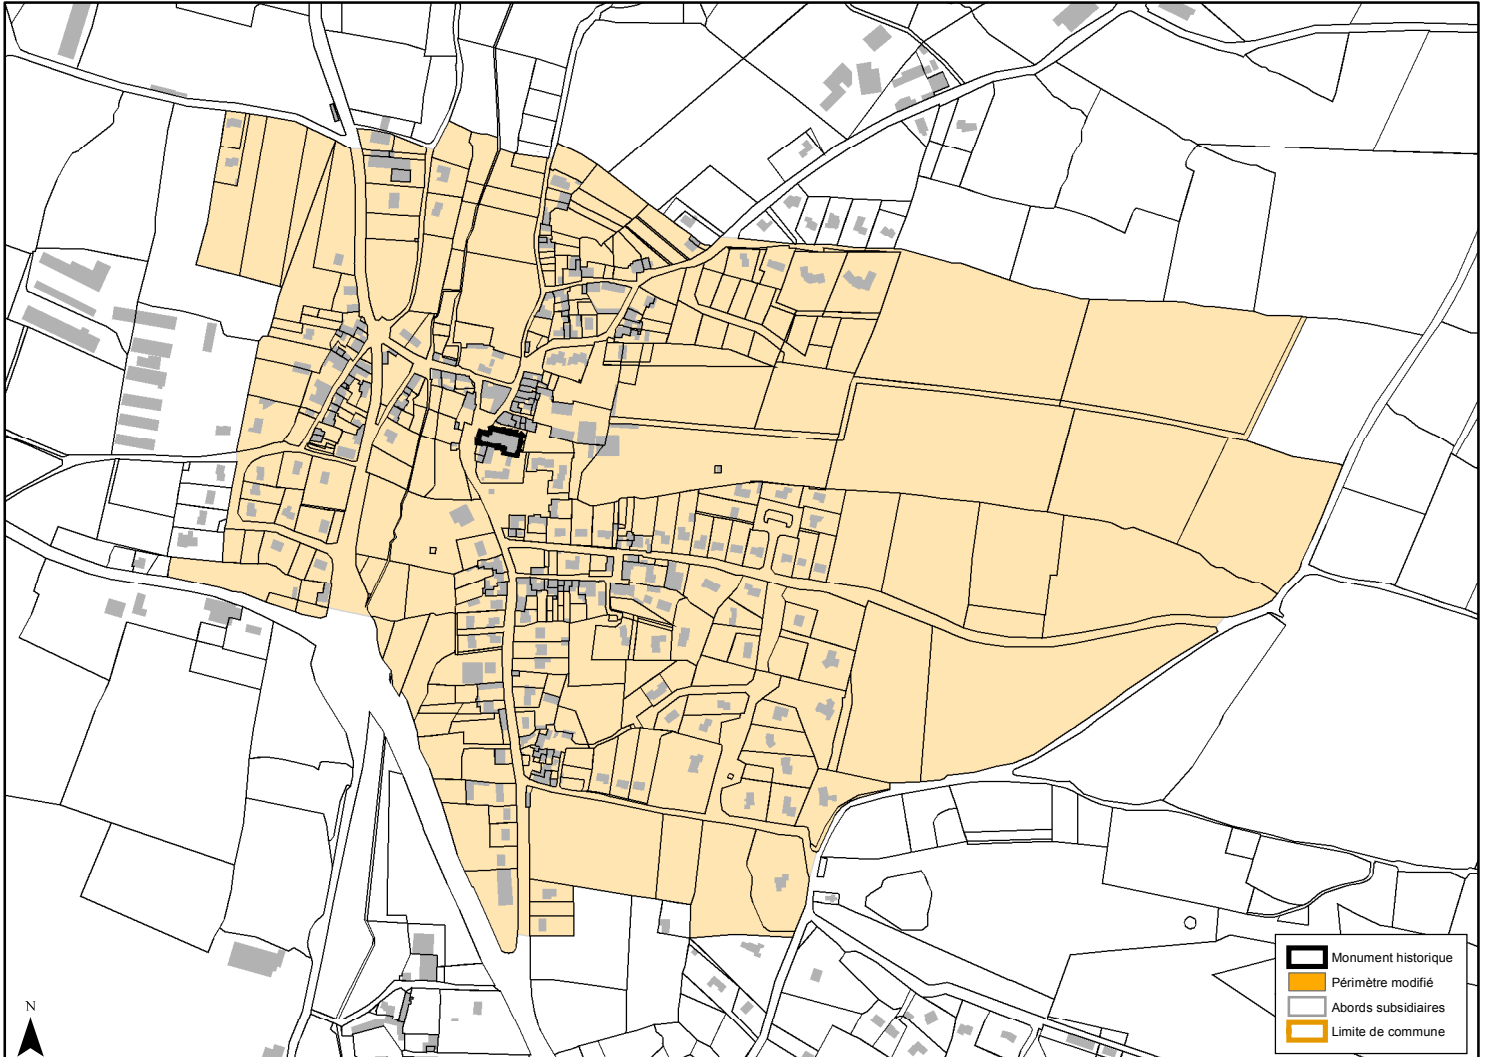 N
Monument historique
Périmètre modifié
Abords subsidiaires
Limite de commune